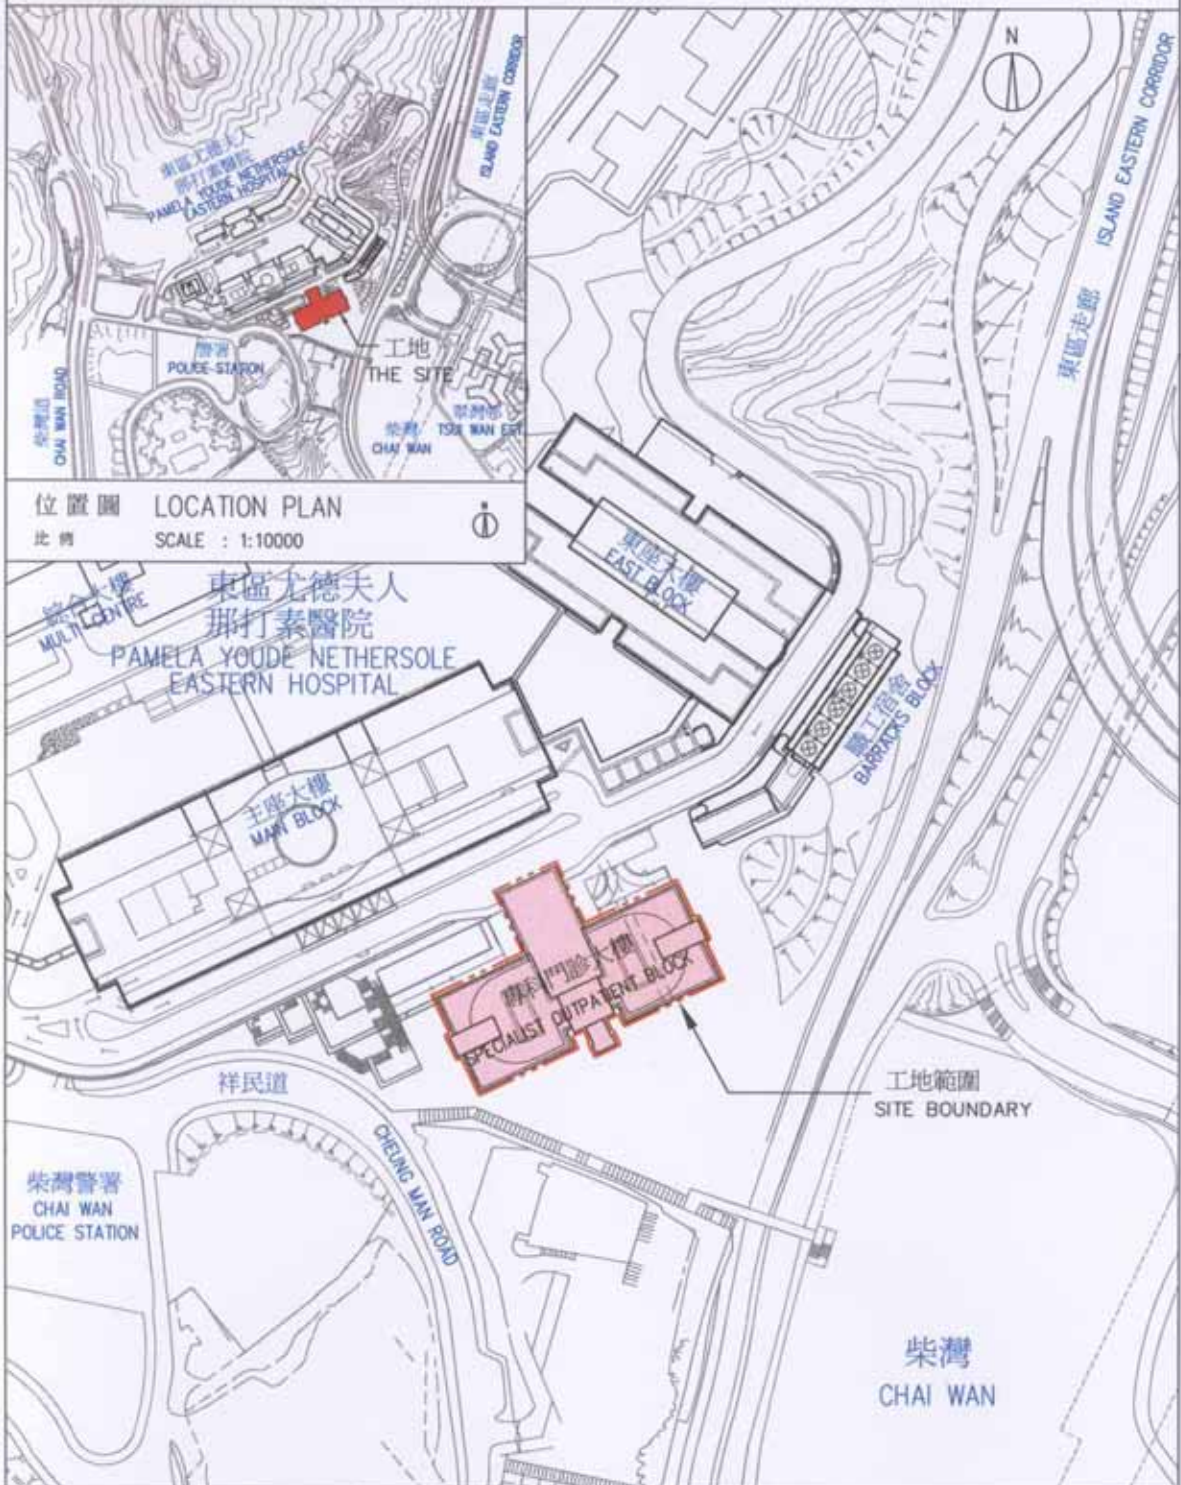 東區尤德夫人
那打素醫院
PAMELA YOUDE NETHERSOLE
EASTERN HOSPITAL
東區走廊
ISLAND EASTERN CORRIDOR
警署
POLICE STATION
工地
THE SITE
柴灣道
CHAI WAN ROAD
柴灣
CHAI WAN
翠灣邨
TSUI WAN EST
位置圖 LOCATION PLAN
比例 SCALE : 1:10000
N
東區走廊 ISLAND EASTERN CORRIDOR
綜合大樓
MULTI CENTRE
東區尤德夫人
那打素醫院
PAMELA YOUDE NETHERSOLE
EASTERN HOSPITAL
東座大樓
EAST BLOCK
職工宿舍
BARRACKS BLOCK
主座大樓
MAIN BLOCK
專科門診大樓
SPECIALIST OUTPATIENT BLOCK
工地範圍
SITE BOUNDARY
祥民道
CHEUNG MAN ROAD
柴灣警署
CHAI WAN
POLICE STATION
柴灣
CHAI WAN